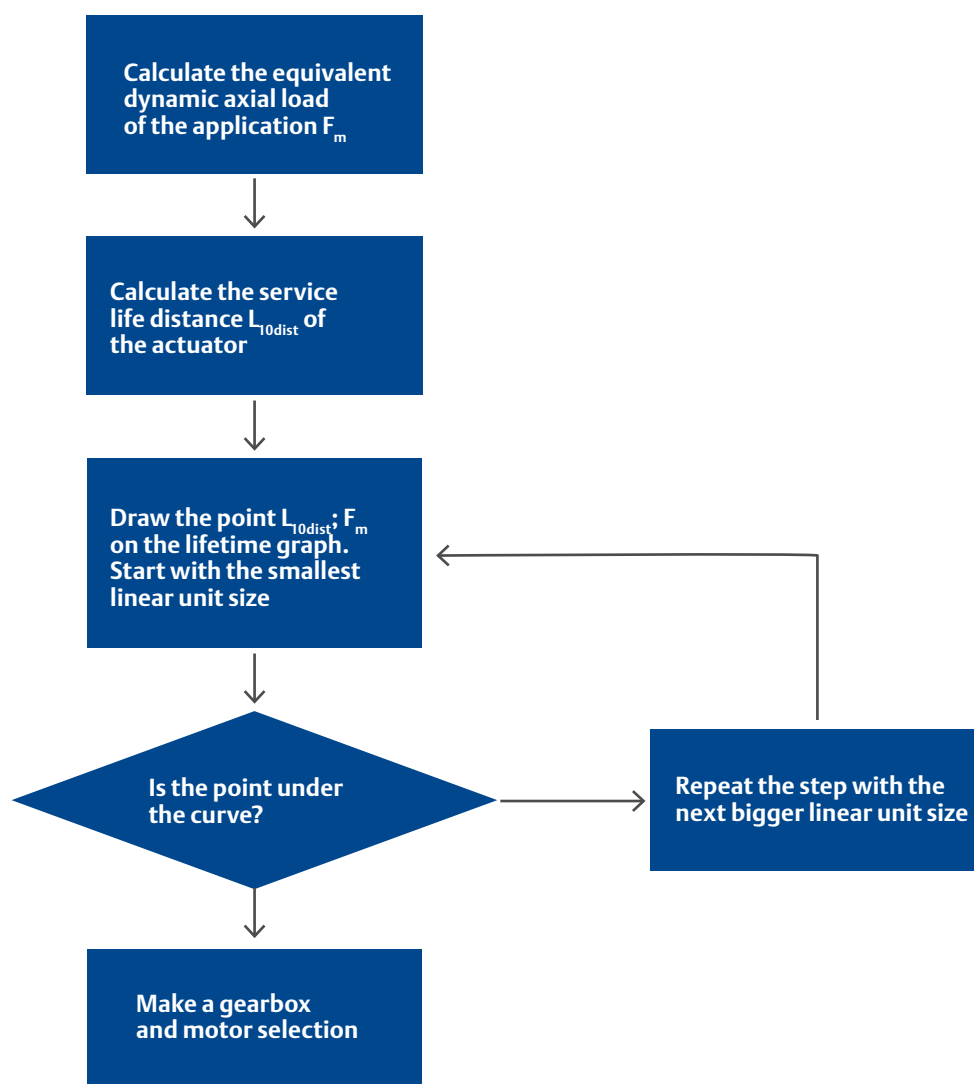 Calculate the equivalent
dynamic axial load
of the application Fₘ
Calculate the service
life distance L10dist of
the actuator
Draw the point L10dist; Fₘ
on the lifetime graph.
Start with the smallest
linear unit size
Is the point under
the curve?
Repeat the step with the
next bigger linear unit size
Make a gearbox
and motor selection